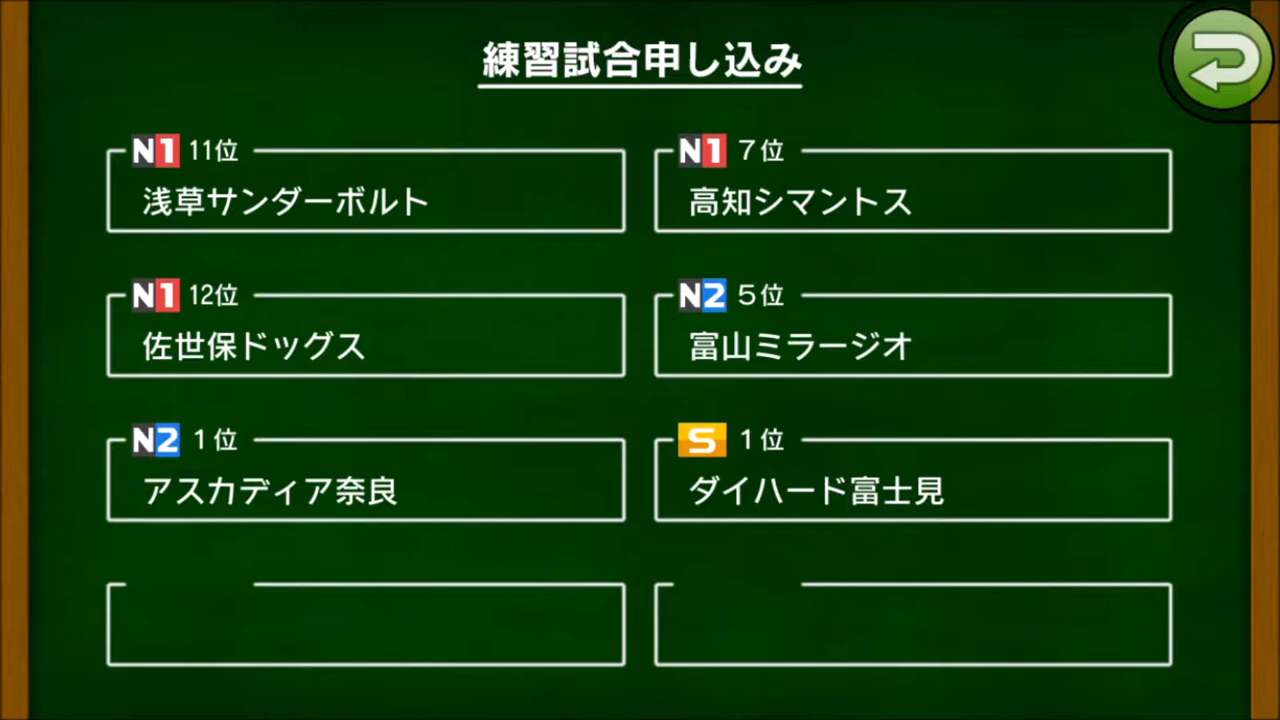 練習試合申し込み
N1 11位
浅草サンダーボルト
N1 7位
高知シマントス
N1 12位
佐世保ドッグス
N2 5位
富山ミラージオ
N2 1位
アスカディア奈良
S 1位
ダイハード富士見